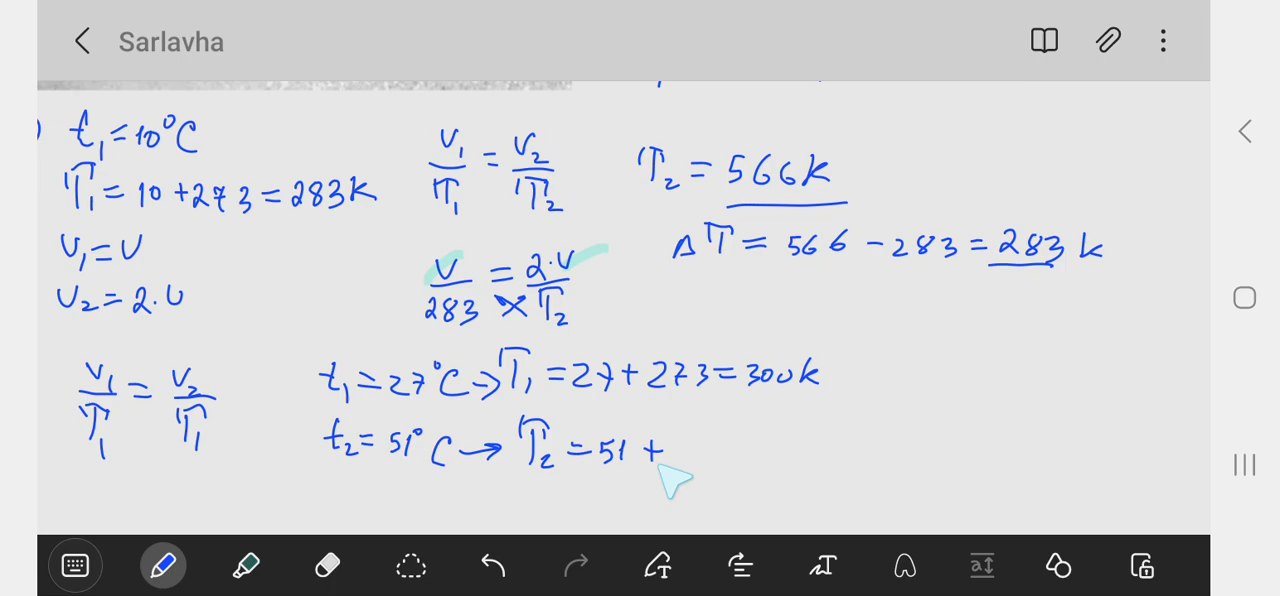 Sarlavha
t₁ = 10°C
T₁ = 10 + 273 = 283K
V₁ = V
V₂ = 2·V
V₁/T₁ = V₂/T₂
V/283 = 2·V/T₂
T₂ = 566K
ΔT = 566 - 283 = 283 K
V₁/T₁ = V₂/T₁
t₁ = 27°C → T₁ = 27 + 273 = 300K
t₂ = 51°C → T₂ = 51 +